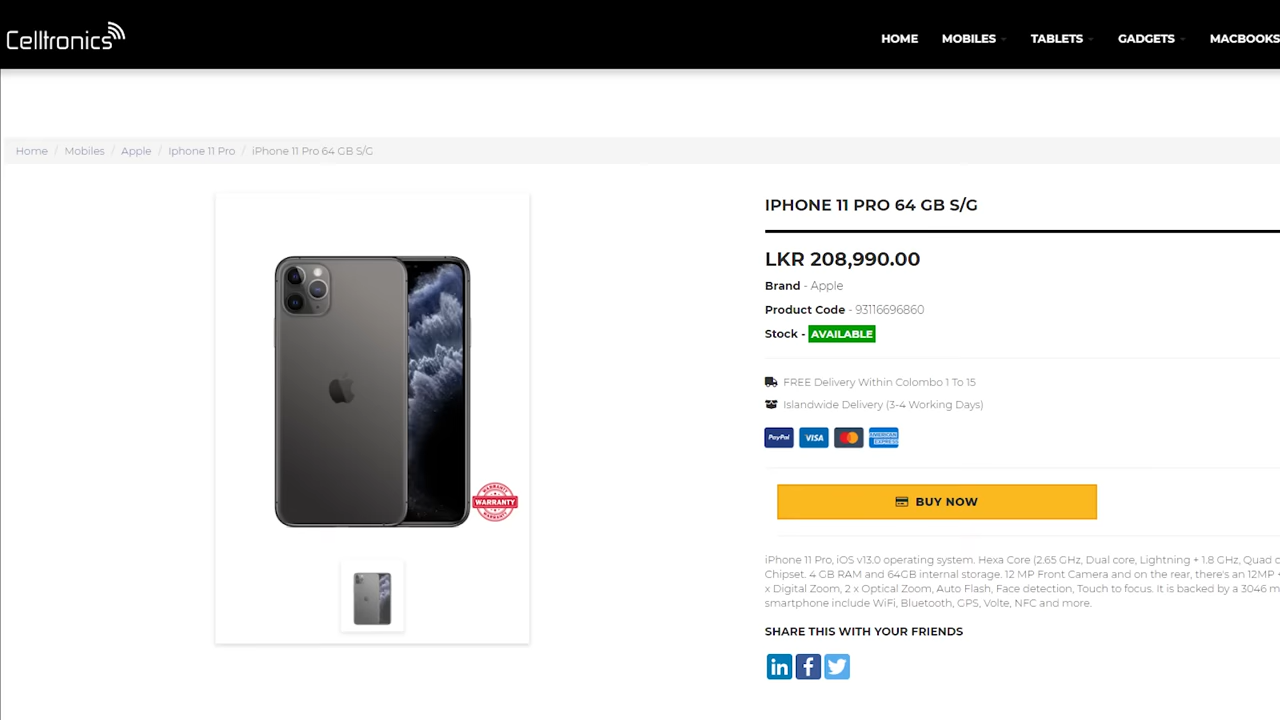 Celltronics
HOME MOBILES TABLETS GADGETS MACBOOKS
Home / Mobiles / Apple / Iphone 11 Pro / iPhone 11 Pro 64 GB S/G
IPHONE 11 PRO 64 GB S/G
LKR 208,990.00
Brand - Apple
Product Code - 93116696860
Stock - AVAILABLE
FREE Delivery Within Colombo 1 To 15
Islandwide Delivery (3-4 Working Days)
PayPal VISA AMERICAN EXPRESS
WARRANTY
BUY NOW
iPhone 11 Pro, iOS v13.0 operating system. Hexa Core (2.65 GHz, Dual core, Lightning + 1.8 GHz, Quad c
Chipset. 4 GB RAM and 64GB internal storage. 12 MP Front Camera and on the rear, there's an 12MP +
x Digital Zoom, 2 x Optical Zoom, Auto Flash, Face detection, Touch to focus. It is backed by a 3046 m
smartphone include WiFi, Bluetooth, GPS, Volte, NFC and more.
SHARE THIS WITH YOUR FRIENDS